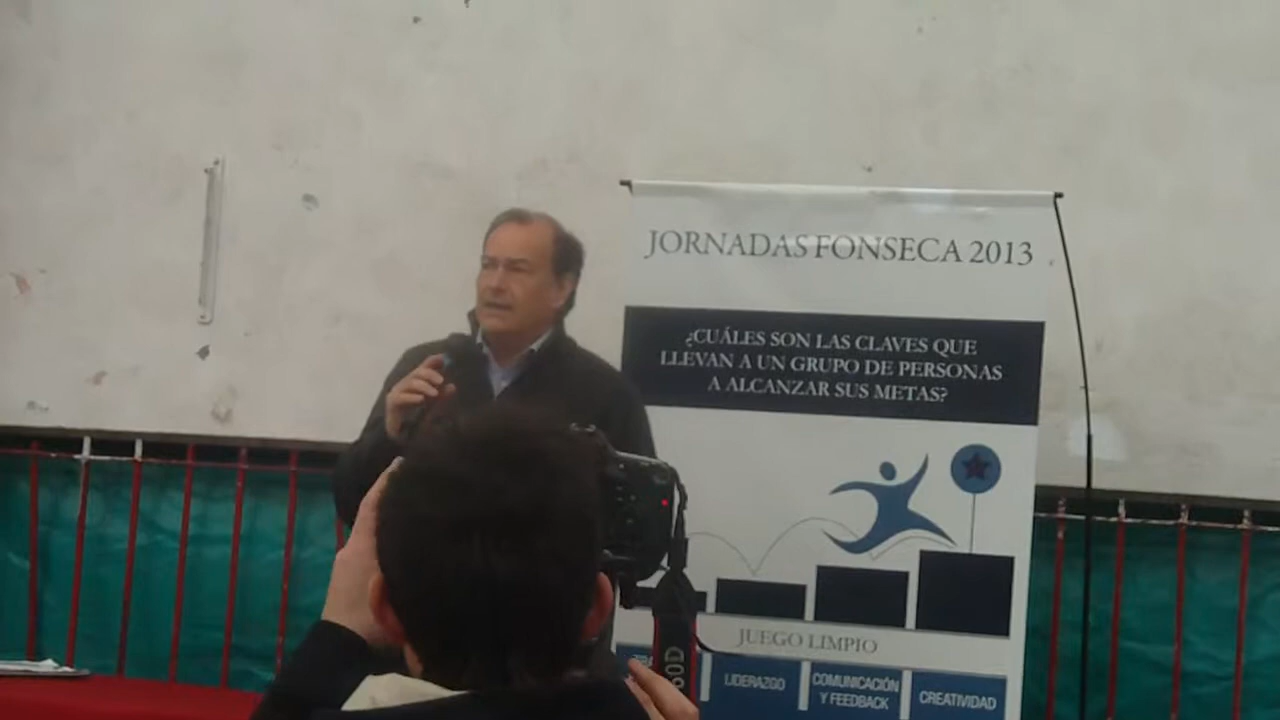 JORNADAS FONSECA 2013
¿CUÁLES SON LAS CLAVES QUE
LLEVAN A UN GRUPO DE PERSONAS
A ALCANZAR SUS METAS?
JUEGO LIMPIO
LIDERAZGO
COMUNICACIÓN
Y FEEDBACK
CREATIVIDAD
60D